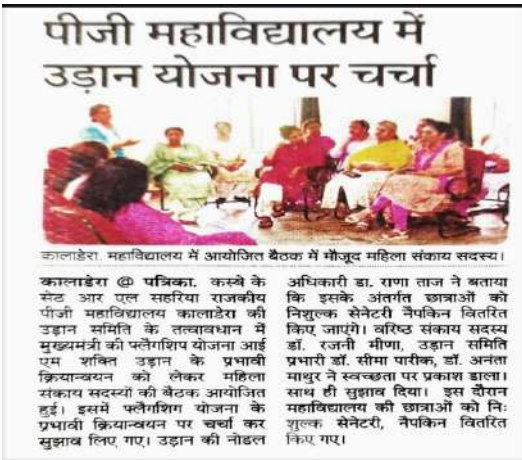 पीजी महाविद्यालय में
उड़ान योजना पर चर्चा
कालाडेरा. महाविद्यालय में आयोजित बैठक में मौजूद महिला संकाय सदस्य।
कालाडेरा @ पत्रिका. कस्बे के
सेठ आर एल सहरिया राजकीय
पीजी महाविद्यालय कालाडेरा की
उड़ान समिति के तत्वावधान में
मुख्यमंत्री की फ्लैगशिप योजना आई
एम शक्ति उड़ान के प्रभावी
क्रियान्वयन को लेकर महिला
संकाय सदस्यों की बैठक आयोजित
हुई। इसमें फ्लैगशिग योजना के
प्रभावी क्रियान्वयन पर चर्चा कर
सुझाव लिए गए। उड़ान की नोडल
अधिकारी डा. राणा ताज ने बताया
कि इसके अंतर्गत छात्राओं को
निशुल्क सेनेटरी नैपकिन वितरित
किए जाएंगे। वरिष्ठ संकाय सदस्य
डॉ. रजनी मीणा, उड़ान समिति
प्रभारी डॉ. सीमा पारीक, डॉ. अनंता
माथुर ने स्वच्छता पर प्रकाश डाला।
साथ ही सुझाव दिया। इस दौरान
महाविद्यालय की छात्राओं को निः
शुल्क सेनेटरी, नैपकिन वितरित
किए गए।